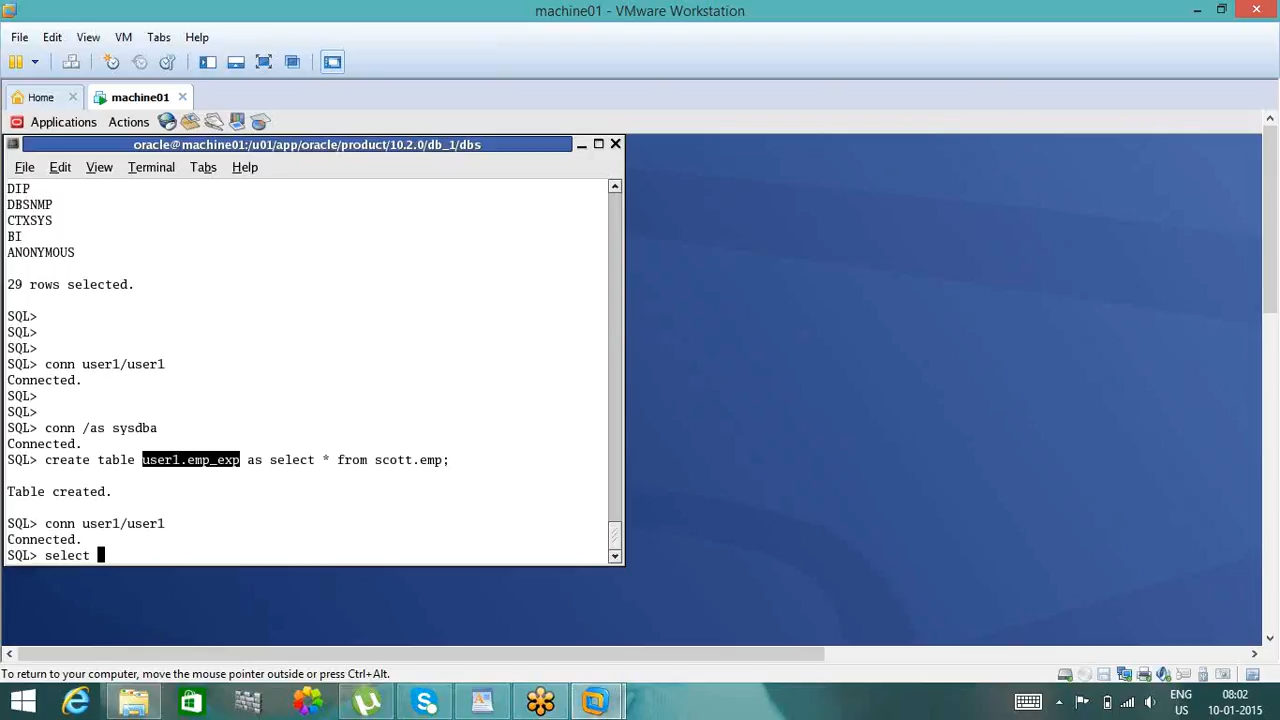 machine01 - VMware Workstation
File Edit View VM Tabs Help
Home machine01
Applications Actions
oracle@machine01:/u01/app/oracle/product/10.2.0/db_1/dbs
File Edit View Terminal Tabs Help
DIP
DBSNMP
CTXSYS
BI
ANONYMOUS
29 rows selected.
SQL>
SQL>
SQL>
SQL> conn user1/user1
Connected.
SQL>
SQL>
SQL> conn /as sysdba
Connected.
SQL> create table user1.emp_exp as select * from scott.emp;
Table created.
SQL> conn user1/user1
Connected.
SQL> select
To return to your computer, move the mouse pointer outside or press Ctrl+Alt.
ENG 08:02
US 10-01-2015